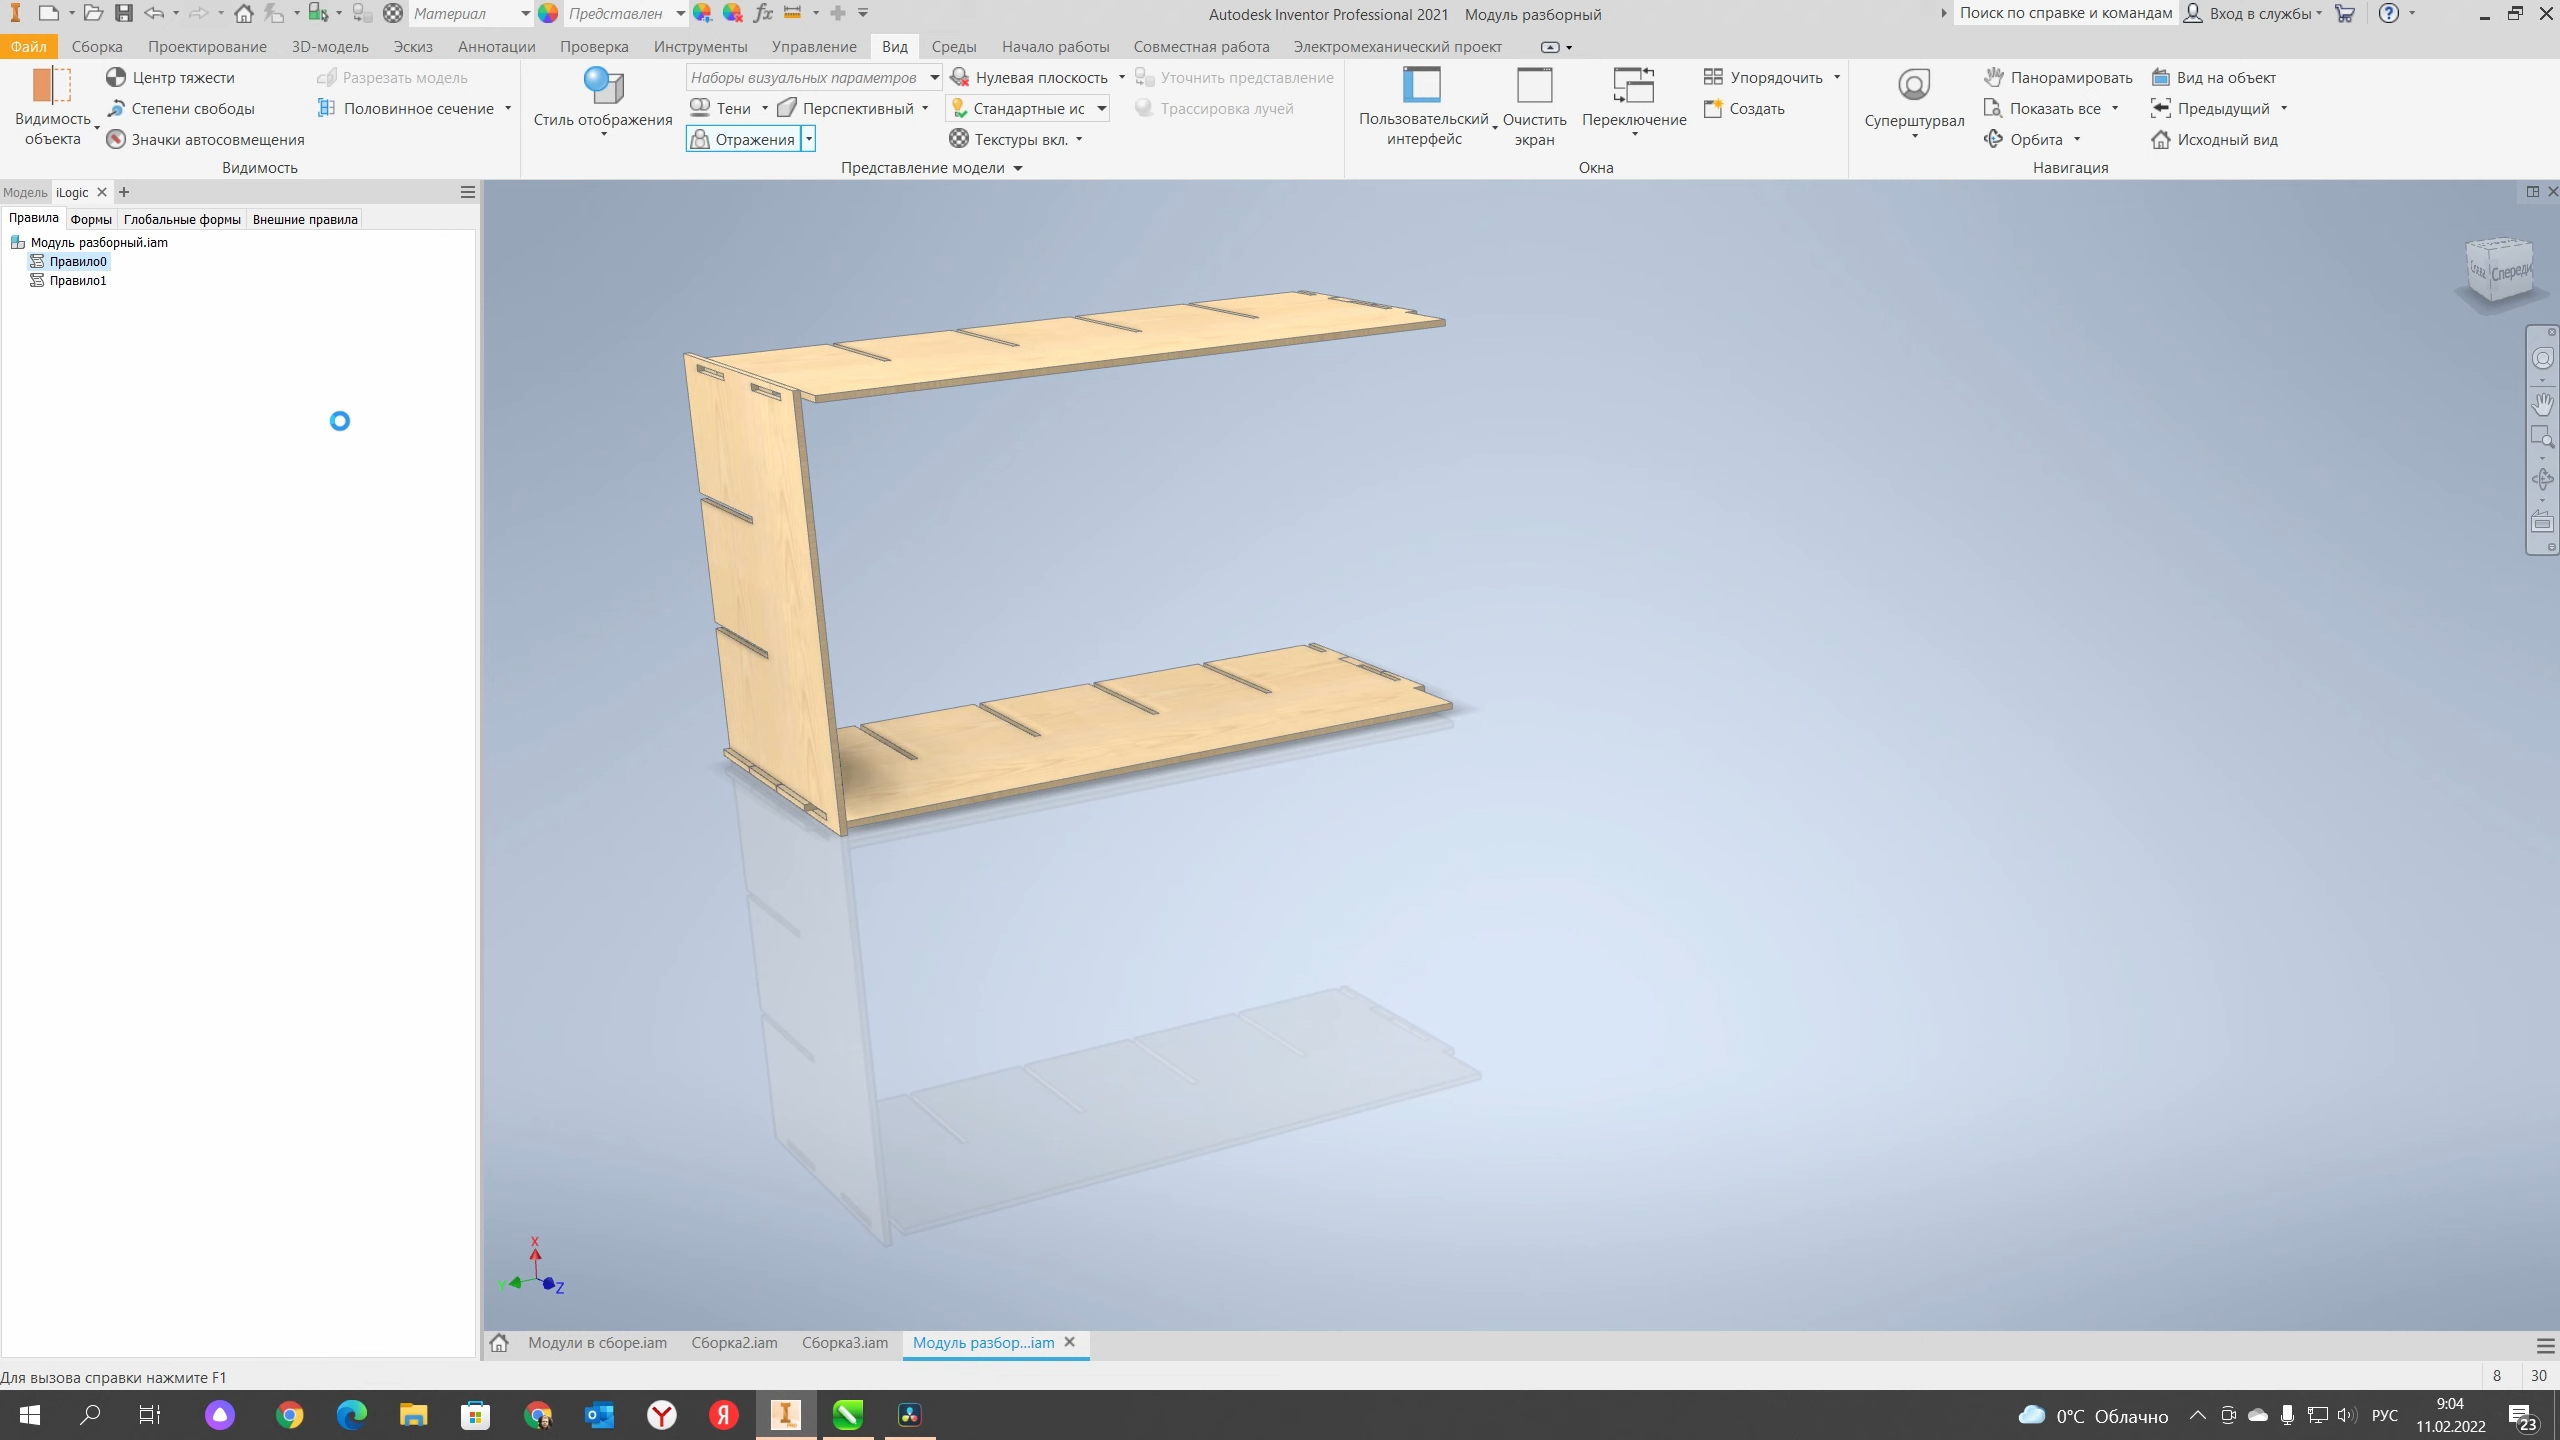 Материал
Представлен
fx
Autodesk Inventor Professional 2021 Модуль разборный
Поиск по справке и командам
Вход в службы
Файл Сборка Проектирование 3D-модель Эскиз Аннотации Проверка Инструменты Управление Вид Среды Начало работы Совместная работа Электромеханический проект
Видимость объекта
Центр тяжести
Степени свободы
Значки автосовмещения
Разрезать модель
Половинное сечение
Видимость
Стиль отображения
Наборы визуальных параметров
Тени
Перспективный
Отражения
Нулевая плоскость
Стандартные ис
Текстуры вкл.
Уточнить представление
Трассировка лучей
Представление модели
Пользовательский интерфейс
Очистить экран
Переключение
Упорядочить
Создать
Окна
Суперштурвал
Панорамировать
Показать все
Орбита
Вид на объект
Предыдущий
Исходный вид
Навигация
Модель iLogic
Правила Формы Глобальные формы Внешние правила
Модуль разборный.iam
Правило0
Правило1
Спереди
X
Y
Z
Модули в сборе.iam Сборка2.iam Сборка3.iam Модуль разбор...iam
Для вызова справки нажмите F1
8 30
0°C Облачно
РУС
9:04
11.02.2022
23